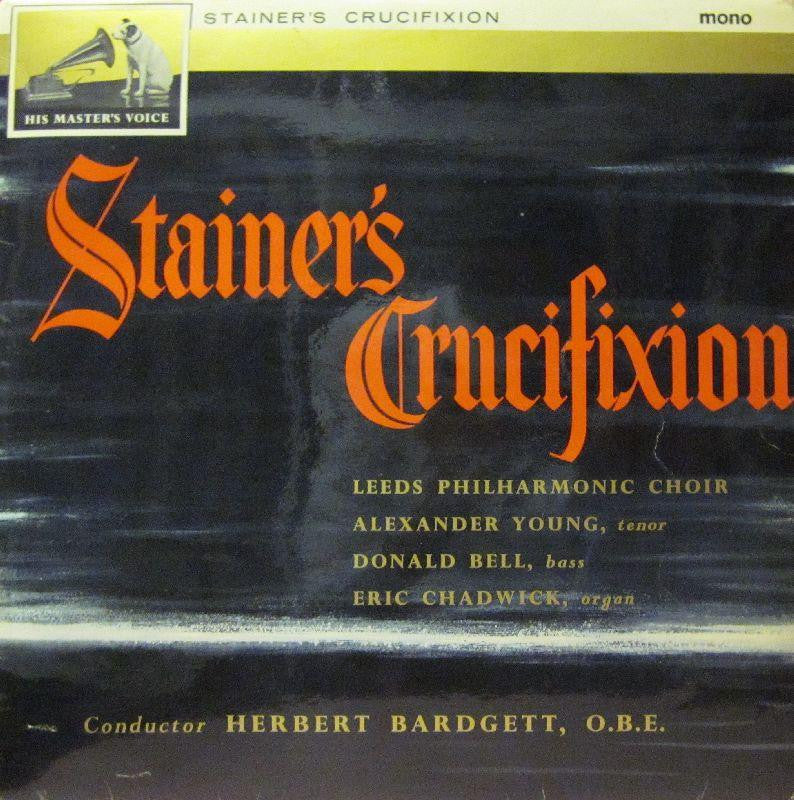 STAINER'S CRUCIFIXION
mono
HIS MASTER'S VOICE
Stainer's
Crucifixion
LEEDS PHILHARMONIC CHOIR
ALEXANDER YOUNG, tenor
DONALD BELL, bass
ERIC CHADWICK, organ
Conductor HERBERT BARDGETT, O.B.E.